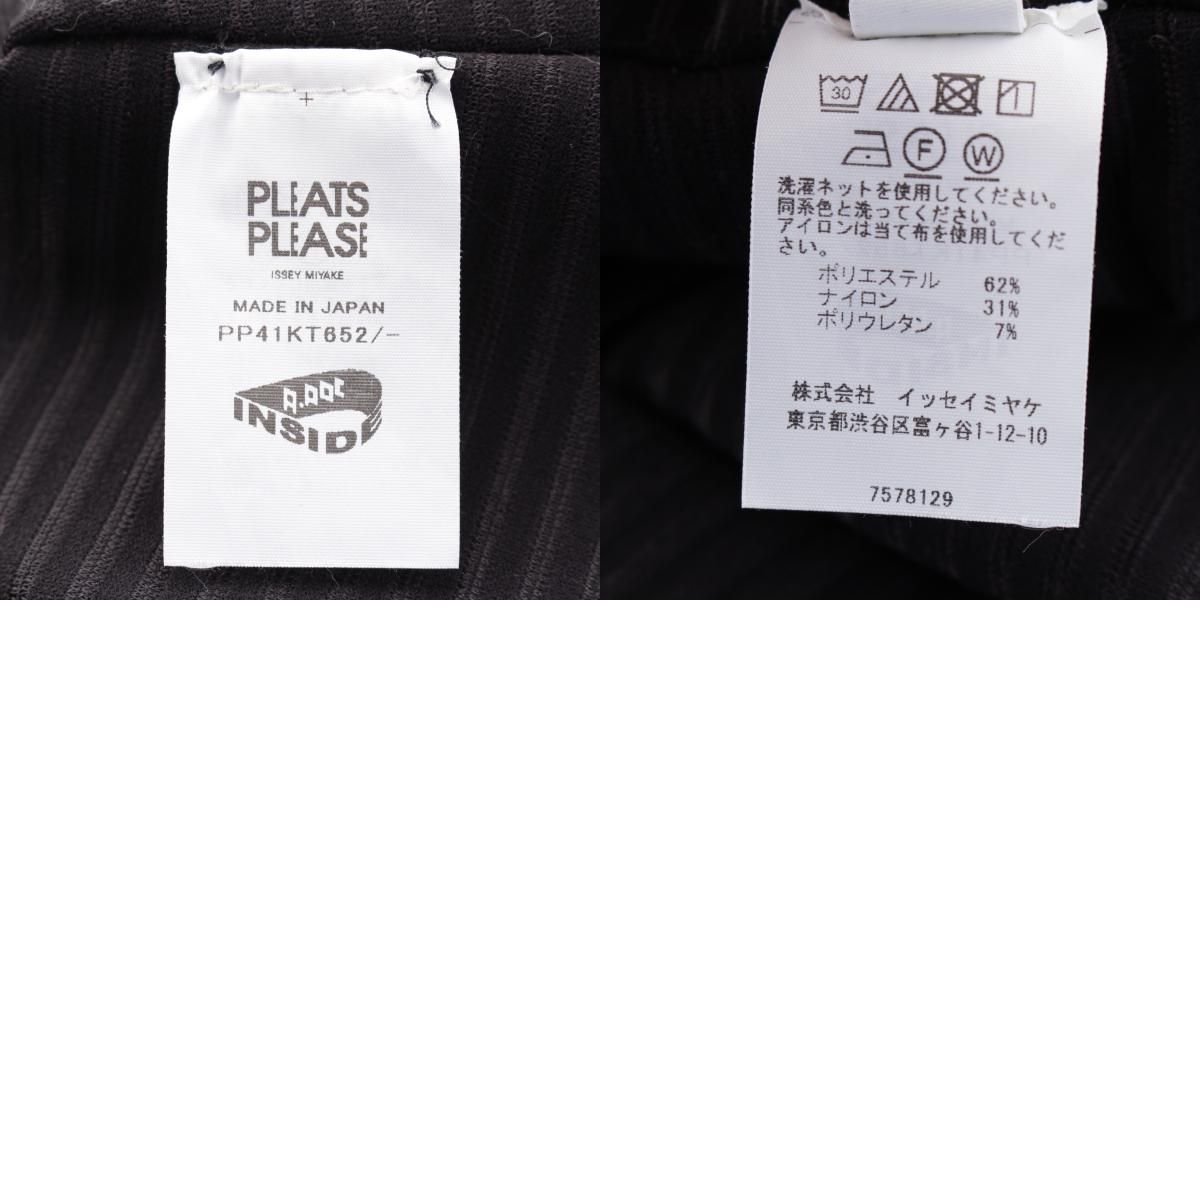 PLEATS
PLEASE
ISSEY MIYAKE
MADE IN JAPAN
PP41KT652/-
A-POC
INSIDE
30
F W
洗濯ネットを使用してください。
同系色と洗ってください。
アイロンは当て布を使用してくだ
さい。
ポリエステル 62%
ナイロン 31%
ポリウレタン 7%
株式会社 イッセイミヤケ
東京都渋谷区富ヶ谷1-12-10
7578129